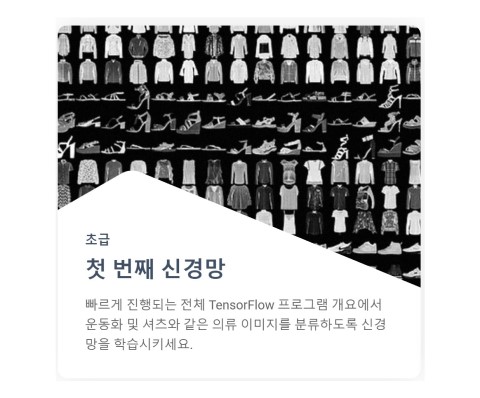 초급
첫 번째 신경망
빠르게 진행되는 전체 TensorFlow 프로그램 개요에서
운동화 및 셔츠와 같은 의류 이미지를 분류하도록 신경
망을 학습시키세요.